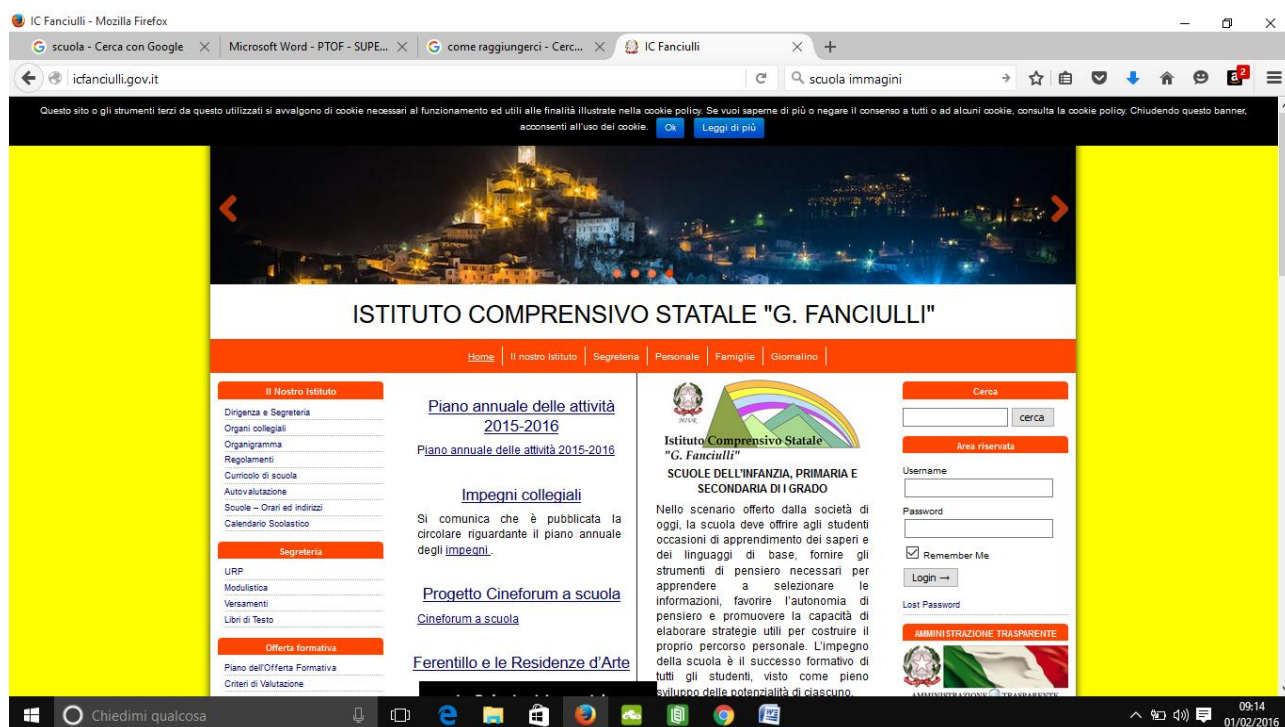 IC Fanciulli - Mozilla Firefox
scuola - Cerca con Google
Microsoft Word - PTOF - SUPE...
come raggiungerci - Cerc...
IC Fanciulli
icfanciulli.gov.it
scuola immagini
2
Questo sito o gli strumenti terzi da questo utilizzati si avvalgono di cookie necessari al funzionamento ed utili alle finalità illustrate nella cookie policy. Se vuoi saperne di più o negare il consenso a tutti o ad alcuni cookie, consulta la cookie policy. Chiudendo questo banner,
acconsenti all'uso dei cookie. Ok Leggi di più
ISTITUTO COMPRENSIVO STATALE "G. FANCIULLI"
Home Il nostro Istituto Segreteria Personale Famiglie Giornalino
Il Nostro Istituto
Dirigenza e Segreteria
Organi collegiali
Organigramma
Regolamenti
Curricolo di scuola
Autovalutazione
Scuole – Orari ed indirizzi
Calendario Scolastico
Segreteria
URP
Modulistica
Versamenti
Libri di Testo
Offerta formativa
Piano dell'Offerta Formativa
Criteri di Valutazione
Piano annuale delle attività
2015-2016
Piano annuale delle attività 2015-2016
Impegni collegiali
Si comunica che è pubblicata la
circolare riguardante il piano annuale
degli impegni .
Progetto Cineforum a scuola
Cineforum a scuola
Ferentillo e le Residenze d'Arte
MIUR
Istituto Comprensivo Statale
"G. Fanciulli"
SCUOLE DELL'INFANZIA, PRIMARIA E
SECONDARIA DI I GRADO
Nello scenario offerto dalla società di
oggi, la scuola deve offrire agli studenti
occasioni di apprendimento dei saperi e
dei linguaggi di base, fornire gli
strumenti di pensiero necessari per
apprendere a selezionare le
informazioni, favorire l'autonomia di
pensiero e promuovere la capacità di
elaborare strategie utili per costruire il
proprio percorso personale. L'impegno
della scuola è il successo formativo di
tutti gli studenti, visto come pieno
sviluppo delle potenzialità di ciascuno.
Cerca
cerca
Area riservata
Username
Password
Remember Me
Login →
Lost Password
AMMINISTRAZIONE TRASPARENTE
AMMINISTRAZIONE TRASPARENTE
Chiedimi qualcosa
09:14
01/02/2016